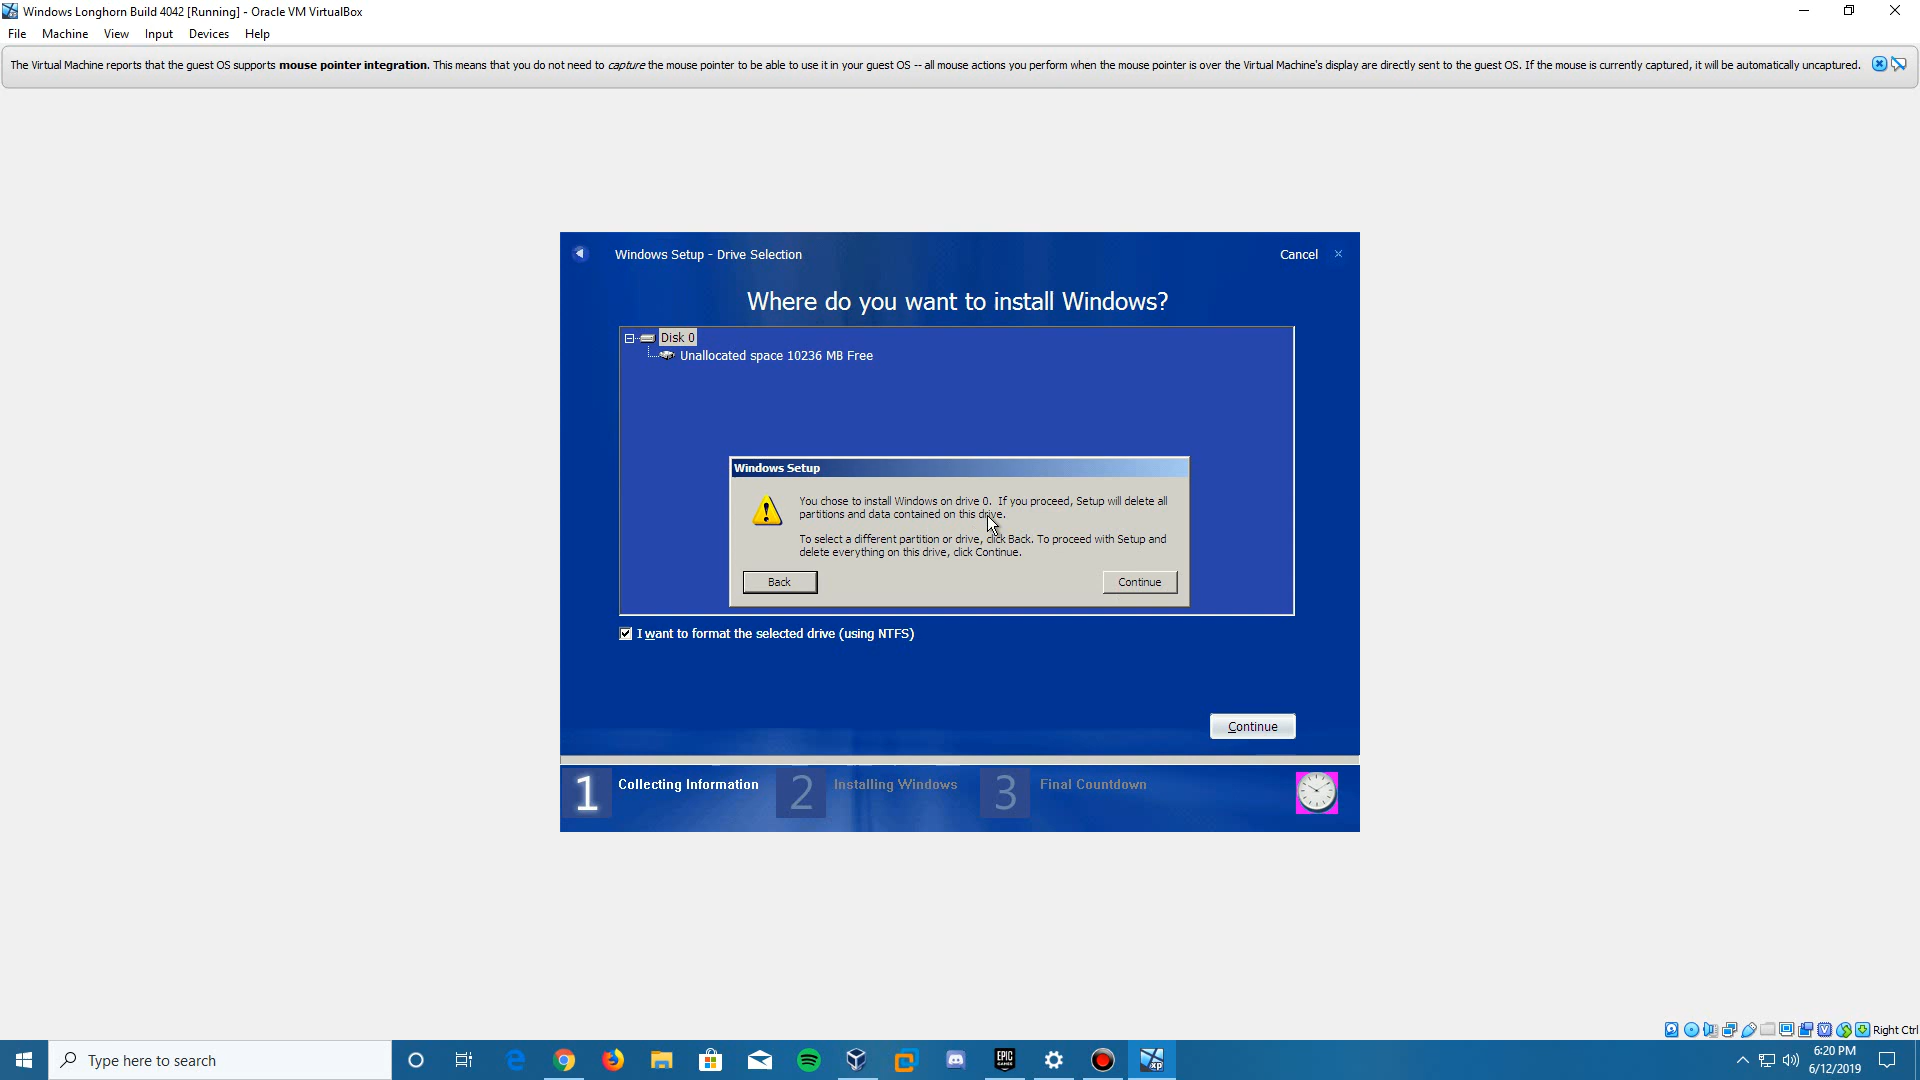 Windows Longhorn Build 4042 [Running] - Oracle VM VirtualBox
File Machine View Input Devices Help
The Virtual Machine reports that the guest OS supports mouse pointer integration. This means that you do not need to capture the mouse pointer to be able to use it in your guest OS -- all mouse actions you perform when the mouse pointer is over the Virtual Machine's display are directly sent to the guest OS. If the mouse is currently captured, it will be automatically uncaptured.
Windows Setup - Drive Selection
Cancel
Where do you want to install Windows?
Disk 0
Unallocated space 10236 MB Free
Windows Setup
You chose to install Windows on drive 0. If you proceed, Setup will delete all
partitions and data contained on this drive.
To select a different partition or drive, click Back. To proceed with Setup and
delete everything on this drive, click Continue.
Back
Continue
I want to format the selected drive (using NTFS)
Continue
1 Collecting Information
2 Installing Windows
3 Final Countdown
Right Ctrl
Type here to search
EPIC GAMES
xp
6:20 PM
6/12/2019